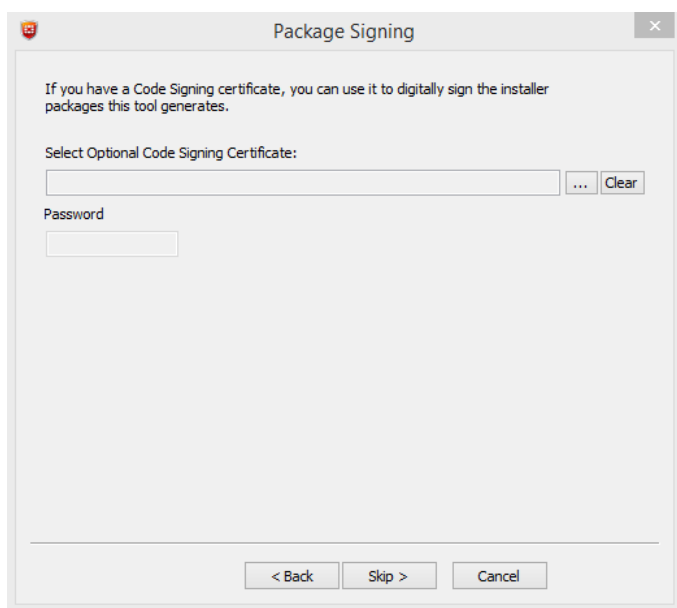 Package Signing
If you have a Code Signing certificate, you can use it to digitally sign the installer
packages this tool generates.
Select Optional Code Signing Certificate:
... Clear
Password
< Back Skip > Cancel